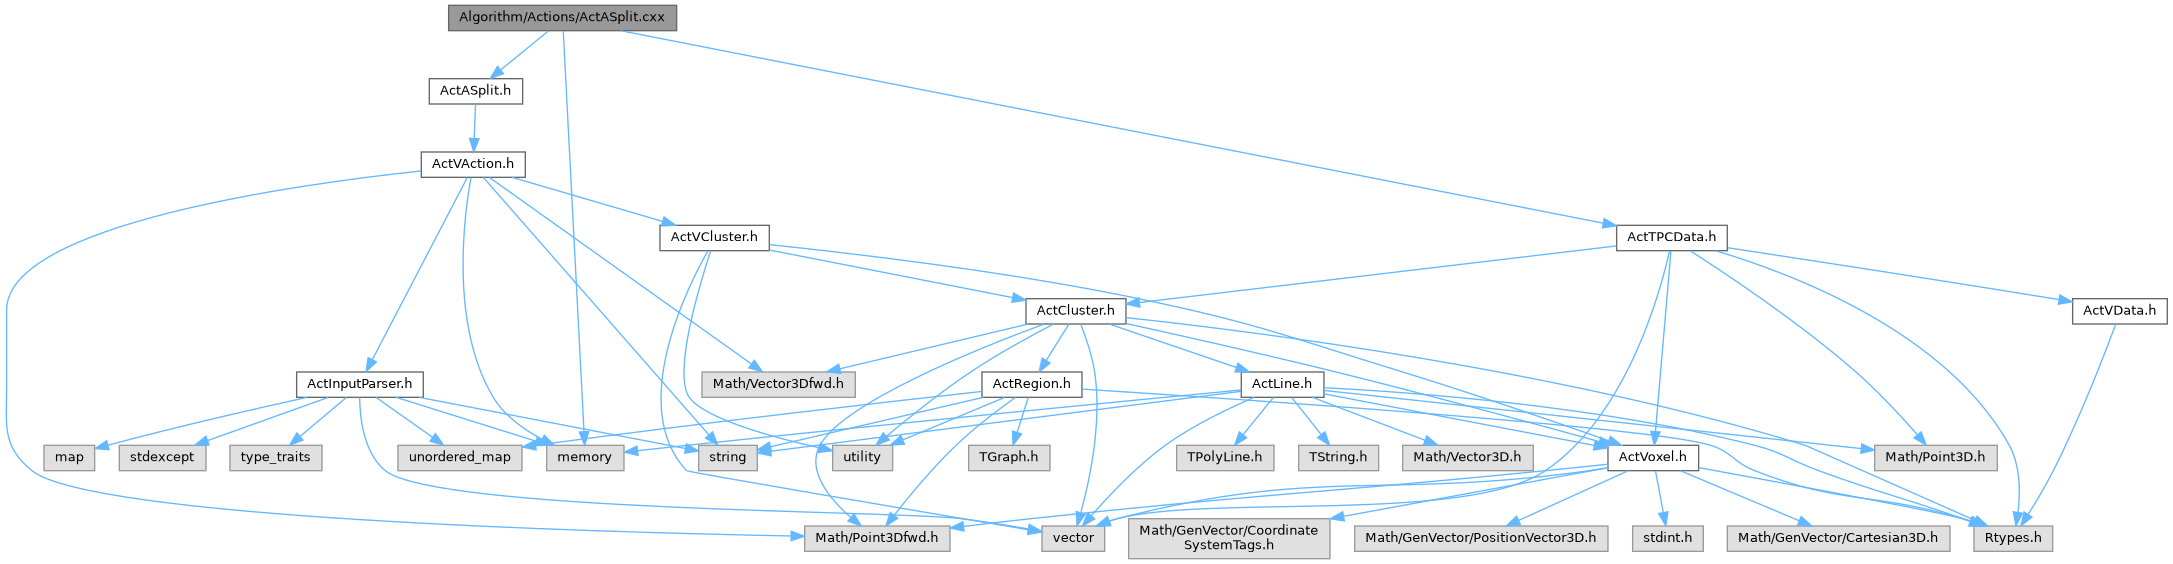 Algorithm/Actions/ActASplit.cxx
ActASplit.h
ActVAction.h
ActVCluster.h
ActTPCData.h
ActCluster.h
ActVData.h
ActInputParser.h
Math/Vector3Dfwd.h
ActRegion.h
ActLine.h
map
stdexcept
type_traits
unordered_map
memory
string
utility
TGraph.h
TPolyLine.h
TString.h
Math/Vector3D.h
ActVoxel.h
Math/Point3D.h
Math/Point3Dfwd.h
vector
Math/GenVector/Coordinate
SystemTags.h
Math/GenVector/PositionVector3D.h
stdint.h
Math/GenVector/Cartesian3D.h
Rtypes.h